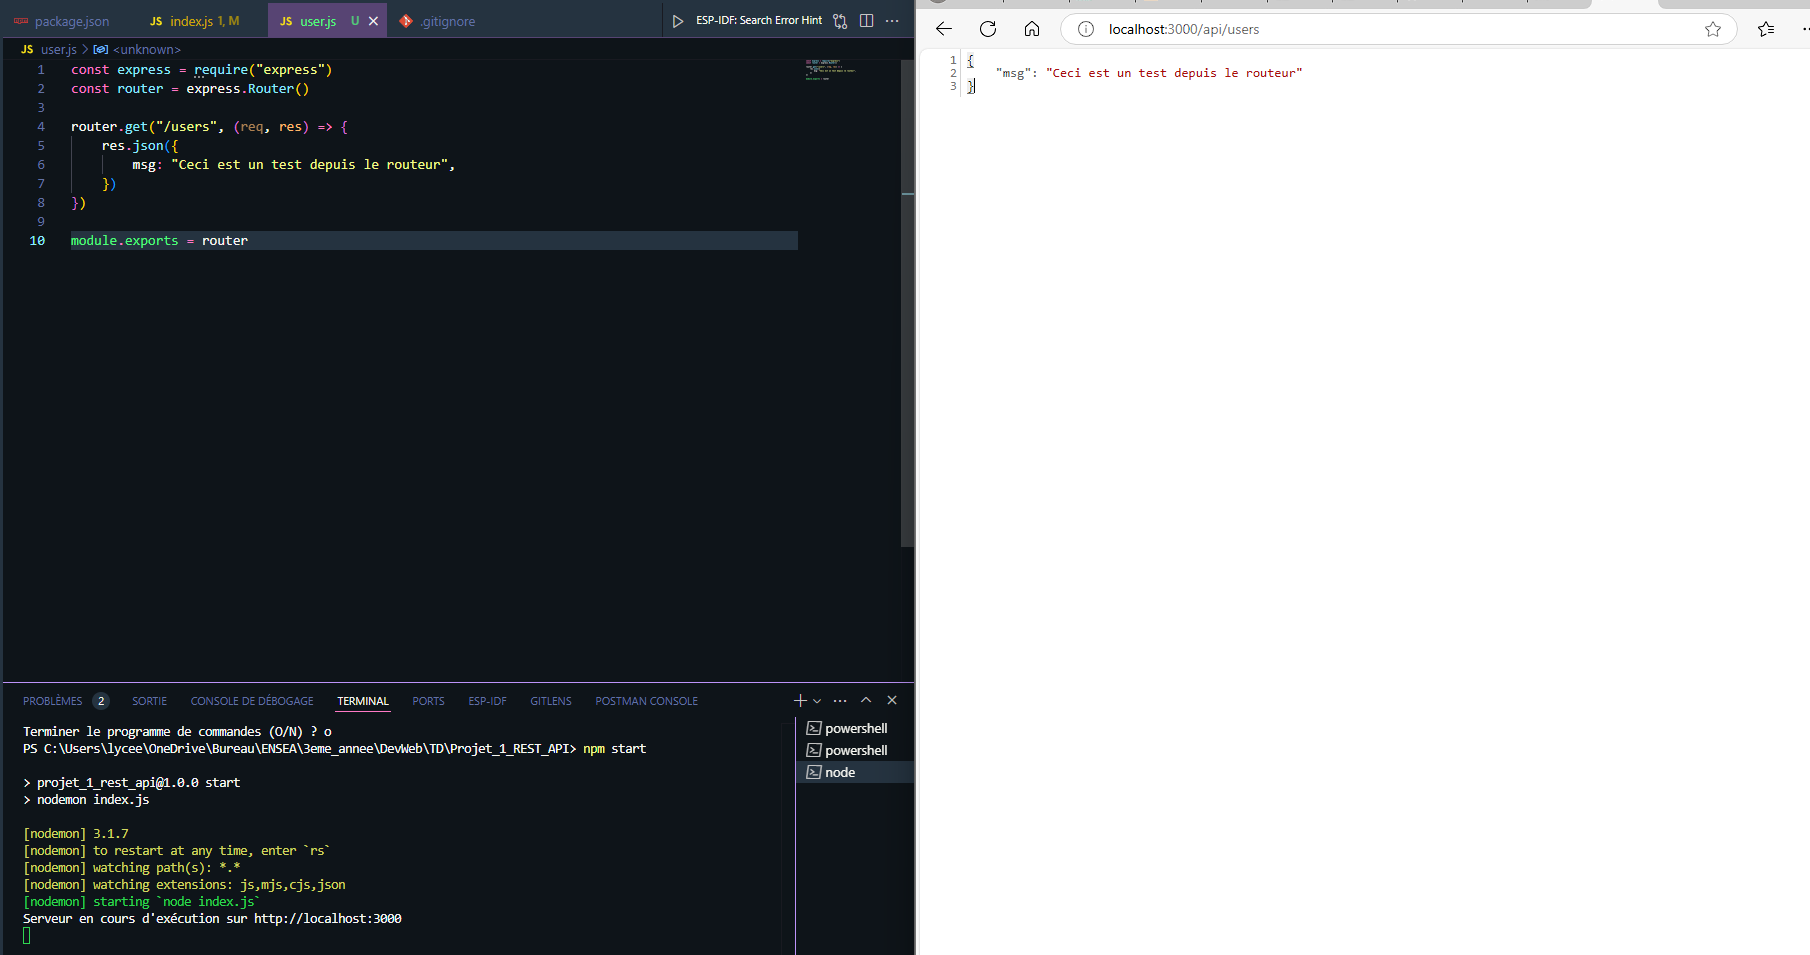 package.json
JS index.js 1, M
JS user.js U
.gitignore
ESP-IDF: Search Error Hint
JS user.js > <unknown>
1 const express = require("express")
2 const router = express.Router()
3
4 router.get("/users", (req, res) => {
5 res.json({
6 msg: "Ceci est un test depuis le routeur",
7 })
8 })
9
10 module.exports = router
PROBLÈMES 2 SORTIE CONSOLE DE DÉBOGAGE TERMINAL PORTS ESP-IDF GITLENS POSTMAN CONSOLE
Terminer le programme de commandes (O/N) ? o
PS C:\Users\lycee\OneDrive\Bureau\ENSEA\3eme_annee\DevWeb\TD\Projet_1_REST_API> npm start
> projet_1_rest_api@1.0.0 start
> nodemon index.js
[nodemon] 3.1.7
[nodemon] to restart at any time, enter `rs`
[nodemon] watching path(s): *.*
[nodemon] watching extensions: js,mjs,cjs,json
[nodemon] starting `node index.js`
Serveur en cours d'exécution sur http://localhost:3000
powershell
powershell
node
localhost:3000/api/users
1 {
2 "msg": "Ceci est un test depuis le routeur"
3 }